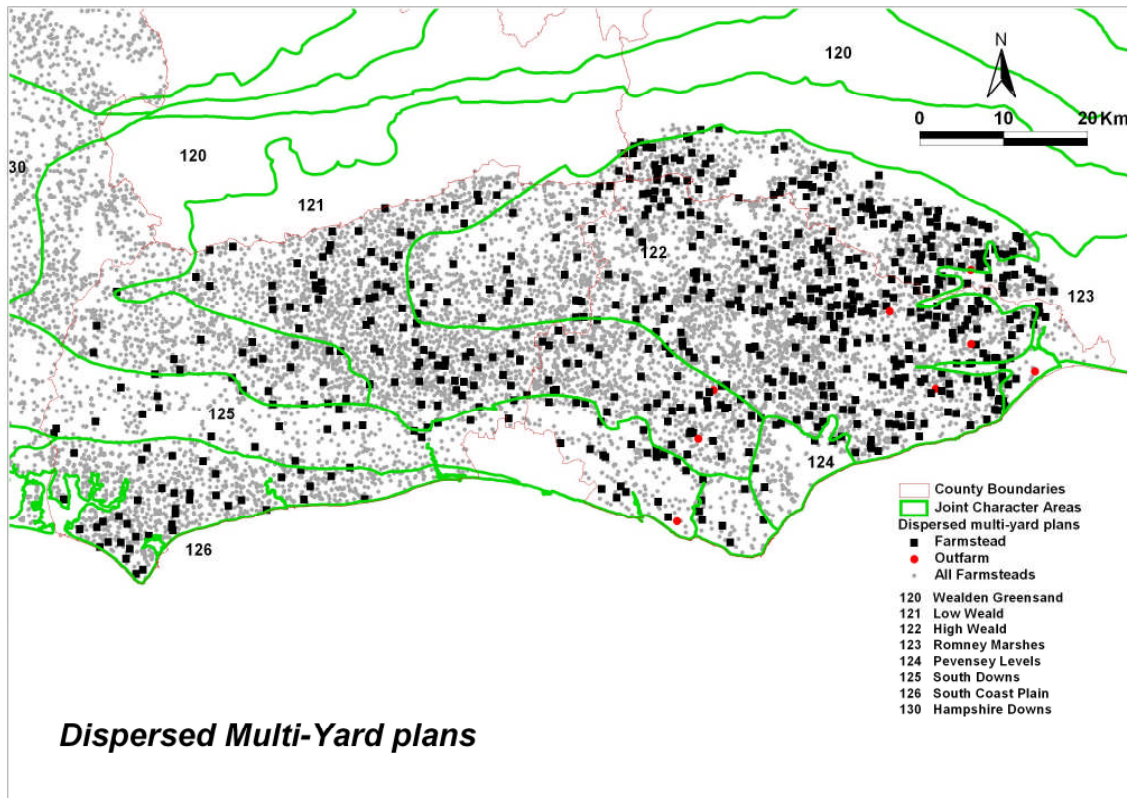 120
N
0 10 20 Km
120
30
121
122
123
125
124
126
County Boundaries
Joint Character Areas
Dispersed multi-yard plans
Farmstead
Outfarm
All Farmsteads
120 Wealden Greensand
121 Low Weald
122 High Weald
123 Romney Marshes
124 Pevensey Levels
125 South Downs
126 South Coast Plain
130 Hampshire Downs
Dispersed Multi-Yard plans